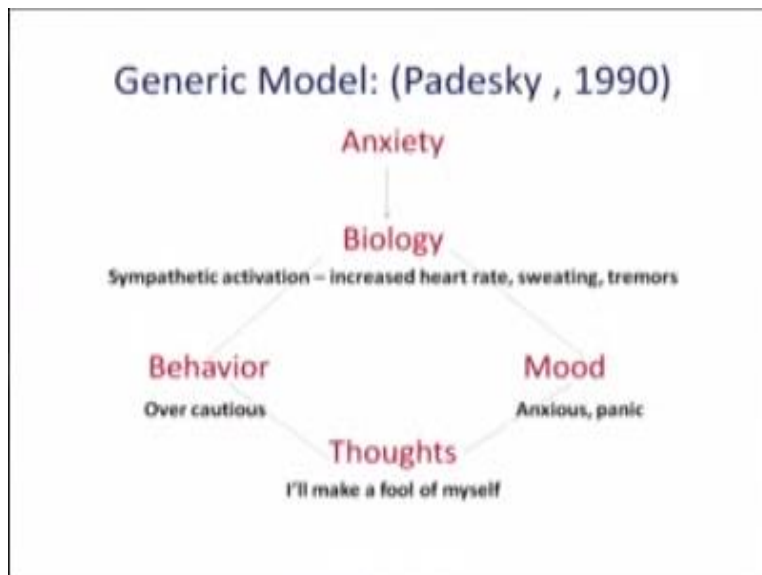 Generic Model: (Padesky , 1990)
Anxiety
Biology
Sympathetic activation – increased heart rate, sweating, tremors
Behavior
Mood
Over cautious
Anxious, panic
Thoughts
I'll make a fool of myself